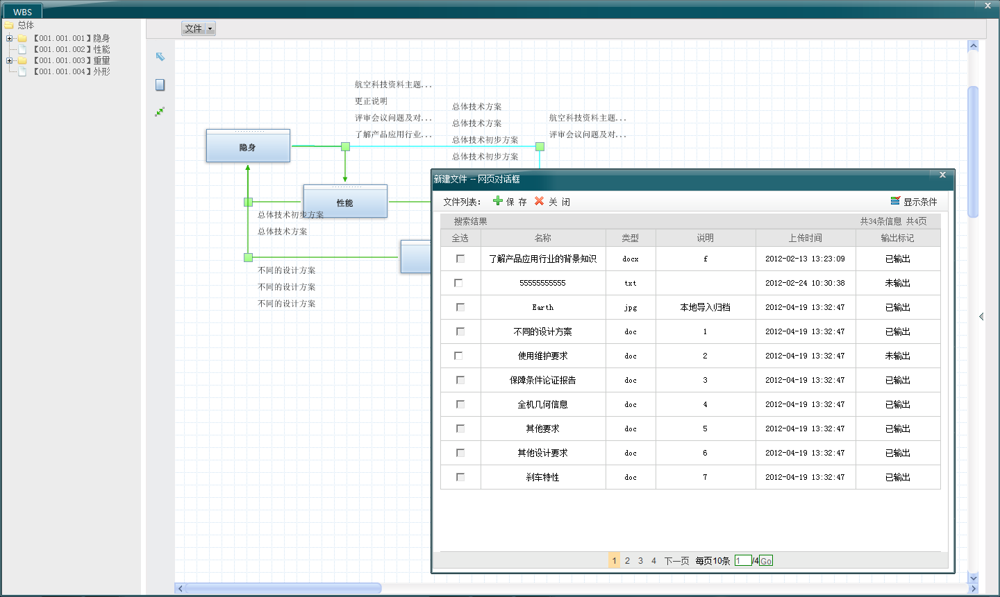 WBS
总体
【001.001.001】隐身
【001.001.002】性能
【001.001.003】重量
【001.001.004】外形
文件
航空科技资料主题...
更正说明
评审会议问题及对...
了解产品应用行业...
总体技术方案
总体技术方案
总体技术初步方案
总体技术初步方案
航空科技资料主题...
评审会议问题及对...
隐身
性能
总体技术初步方案
总体技术方案
不同的设计方案
不同的设计方案
不同的设计方案
新建文件 -- 网页对话框
文件列表: 保 存 关 闭 显示条件
搜索结果 共34条信息 共4页
全选 名称 类型 说明 上传时间 输出标记
了解产品应用行业的背景知识 docx f 2012-02-13 13:23:09 已输出
55555555555 txt 2012-02-24 10:30:38 未输出
Earth jpg 本地导入归档 2012-04-19 13:32:47 已输出
不同的设计方案 doc 1 2012-04-19 13:32:47 已输出
使用维护要求 doc 2 2012-04-19 13:32:47 未输出
保障条件论证报告 doc 3 2012-04-19 13:32:47 已输出
全机几何信息 doc 4 2012-04-19 13:32:47 已输出
其他要求 doc 5 2012-04-19 13:32:47 已输出
其他设计要求 doc 6 2012-04-19 13:32:47 已输出
刹车特性 doc 7 2012-04-19 13:32:47 已输出
1 2 3 4 下一页 每页10条 1 /4 Go